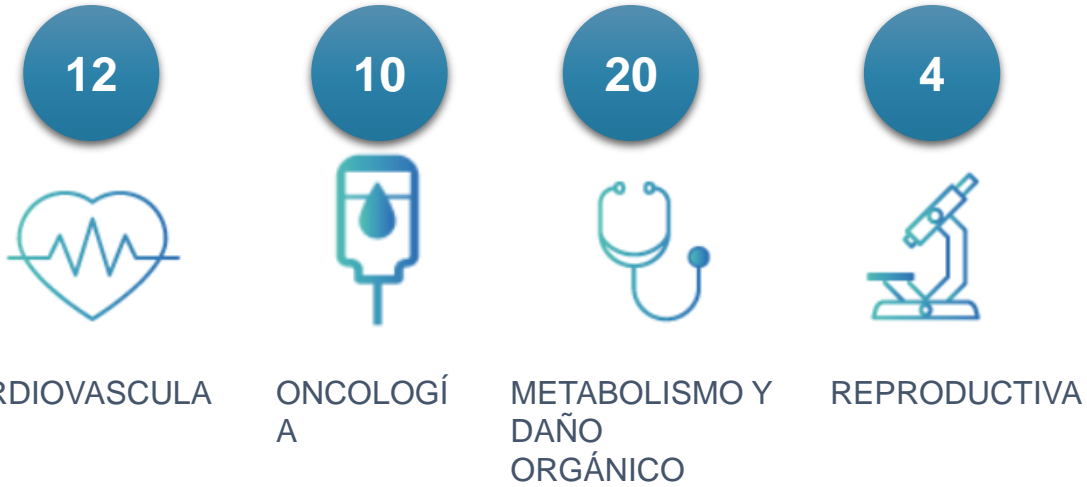 12
10
20
4
RDIOVASCULA
ONCOLOGÍ
A
METABOLISMO Y
DAÑO
ORGÁNICO
REPRODUCTIVA